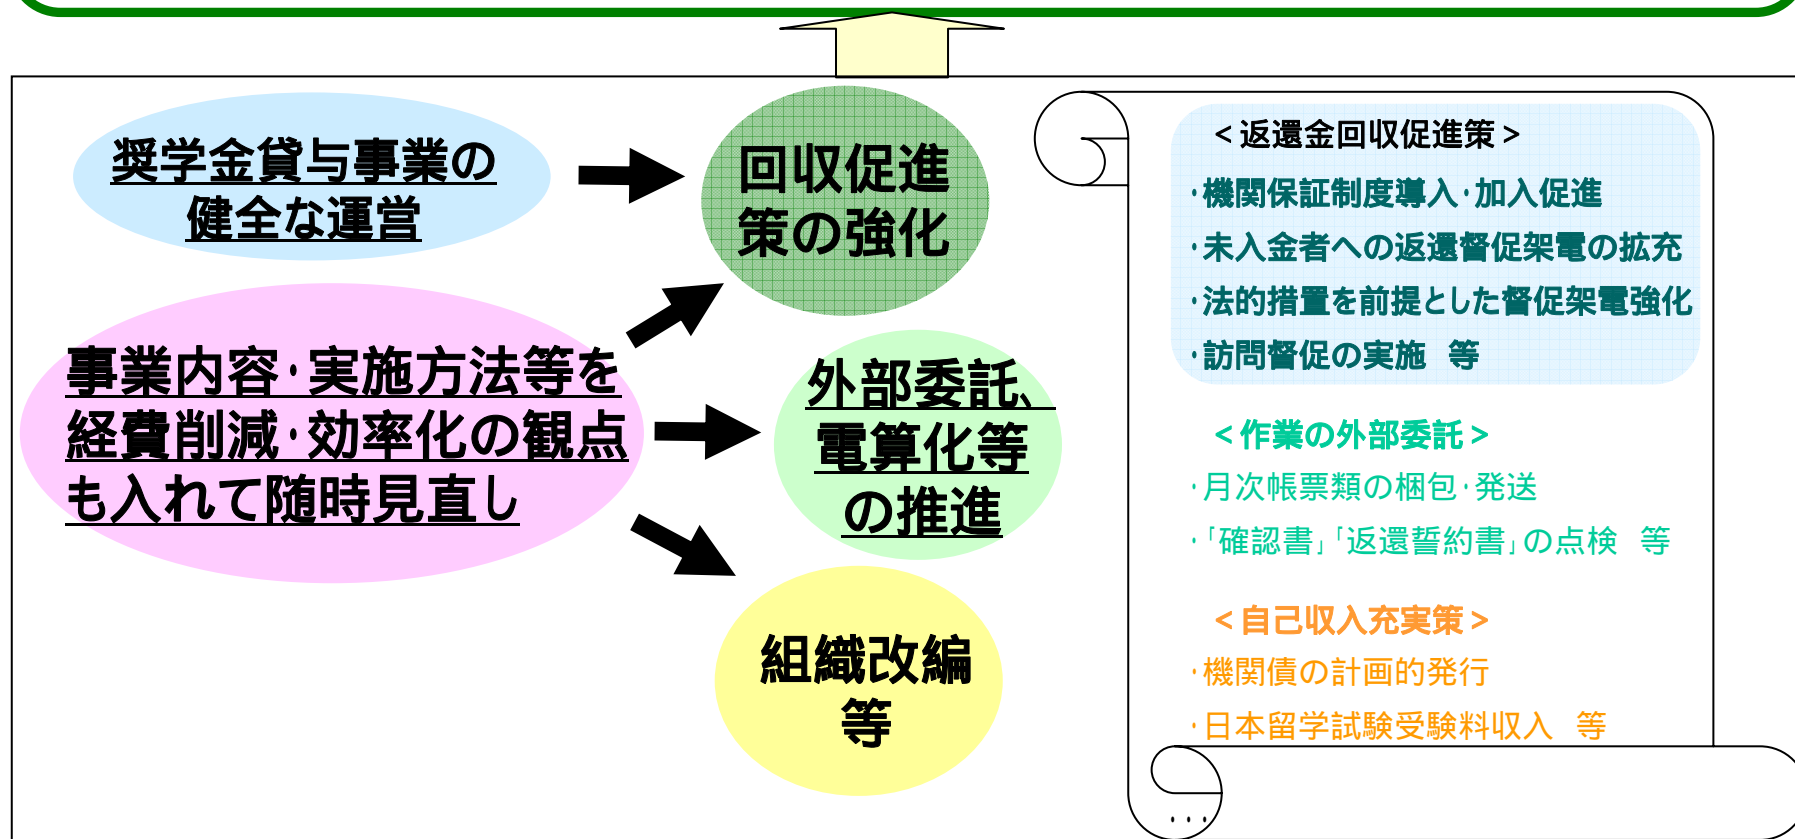 奨学金貸与事業の
健全な運営
回収促進
策の強化
事業内容･実施方法等を
経費削減･効率化の観点
も入れて随時見直し
外部委託、
電算化等
の推進
組織改編
等
＜返還金回収促進策＞
･機関保証制度導入･加入促進
･未入金者への返還督促架電の拡充
･法的措置を前提とした督促架電強化
･訪問督促の実施　等
＜作業の外部委託＞
･月次帳票類の梱包･発送
･｢確認書｣｢返還誓約書｣の点検　等
＜自己収入充実策＞
･機関債の計画的発行
･日本留学試験受験料収入　等
･･･